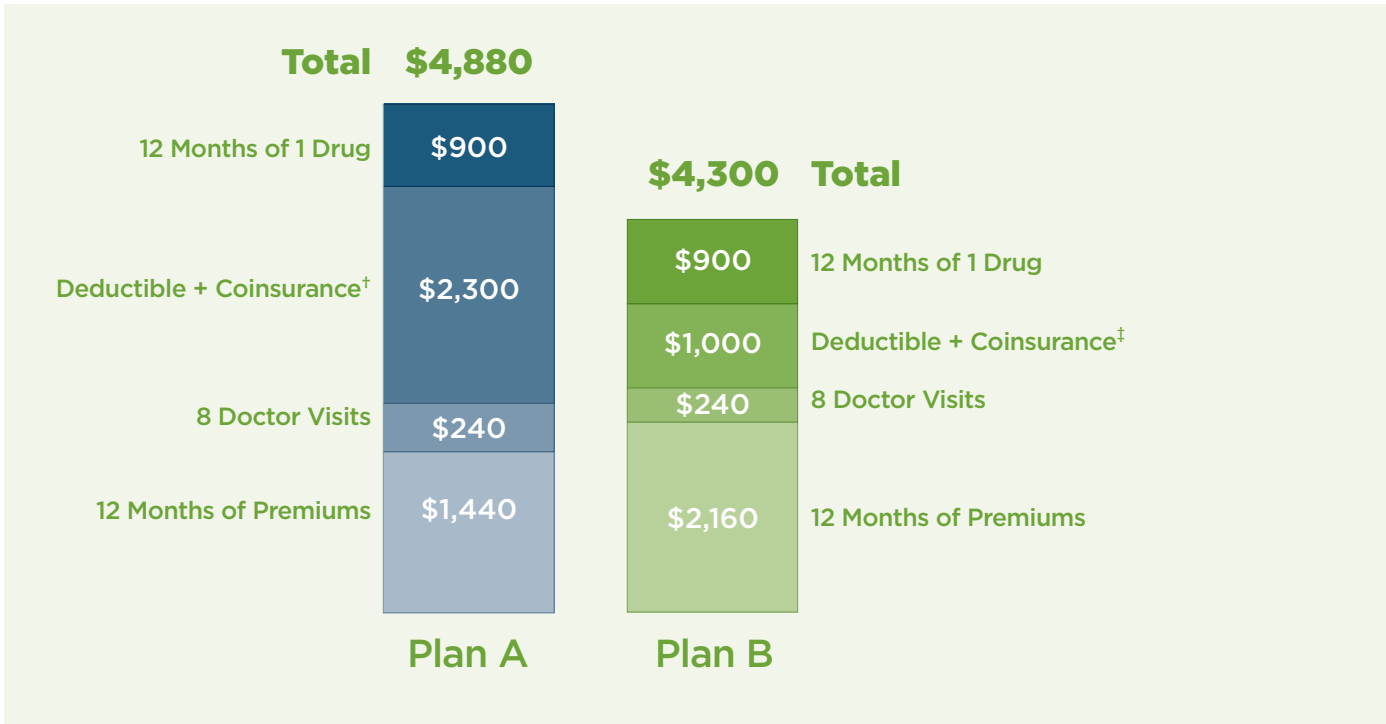 Total $4,880
12 Months of 1 Drug $900
Deductible + Coinsurance† $2,300
8 Doctor Visits $240
12 Months of Premiums $1,440
Plan A
$4,300 Total
$900 12 Months of 1 Drug
$1,000 Deductible + Coinsurance‡
$240 8 Doctor Visits
$2,160 12 Months of Premiums
Plan B